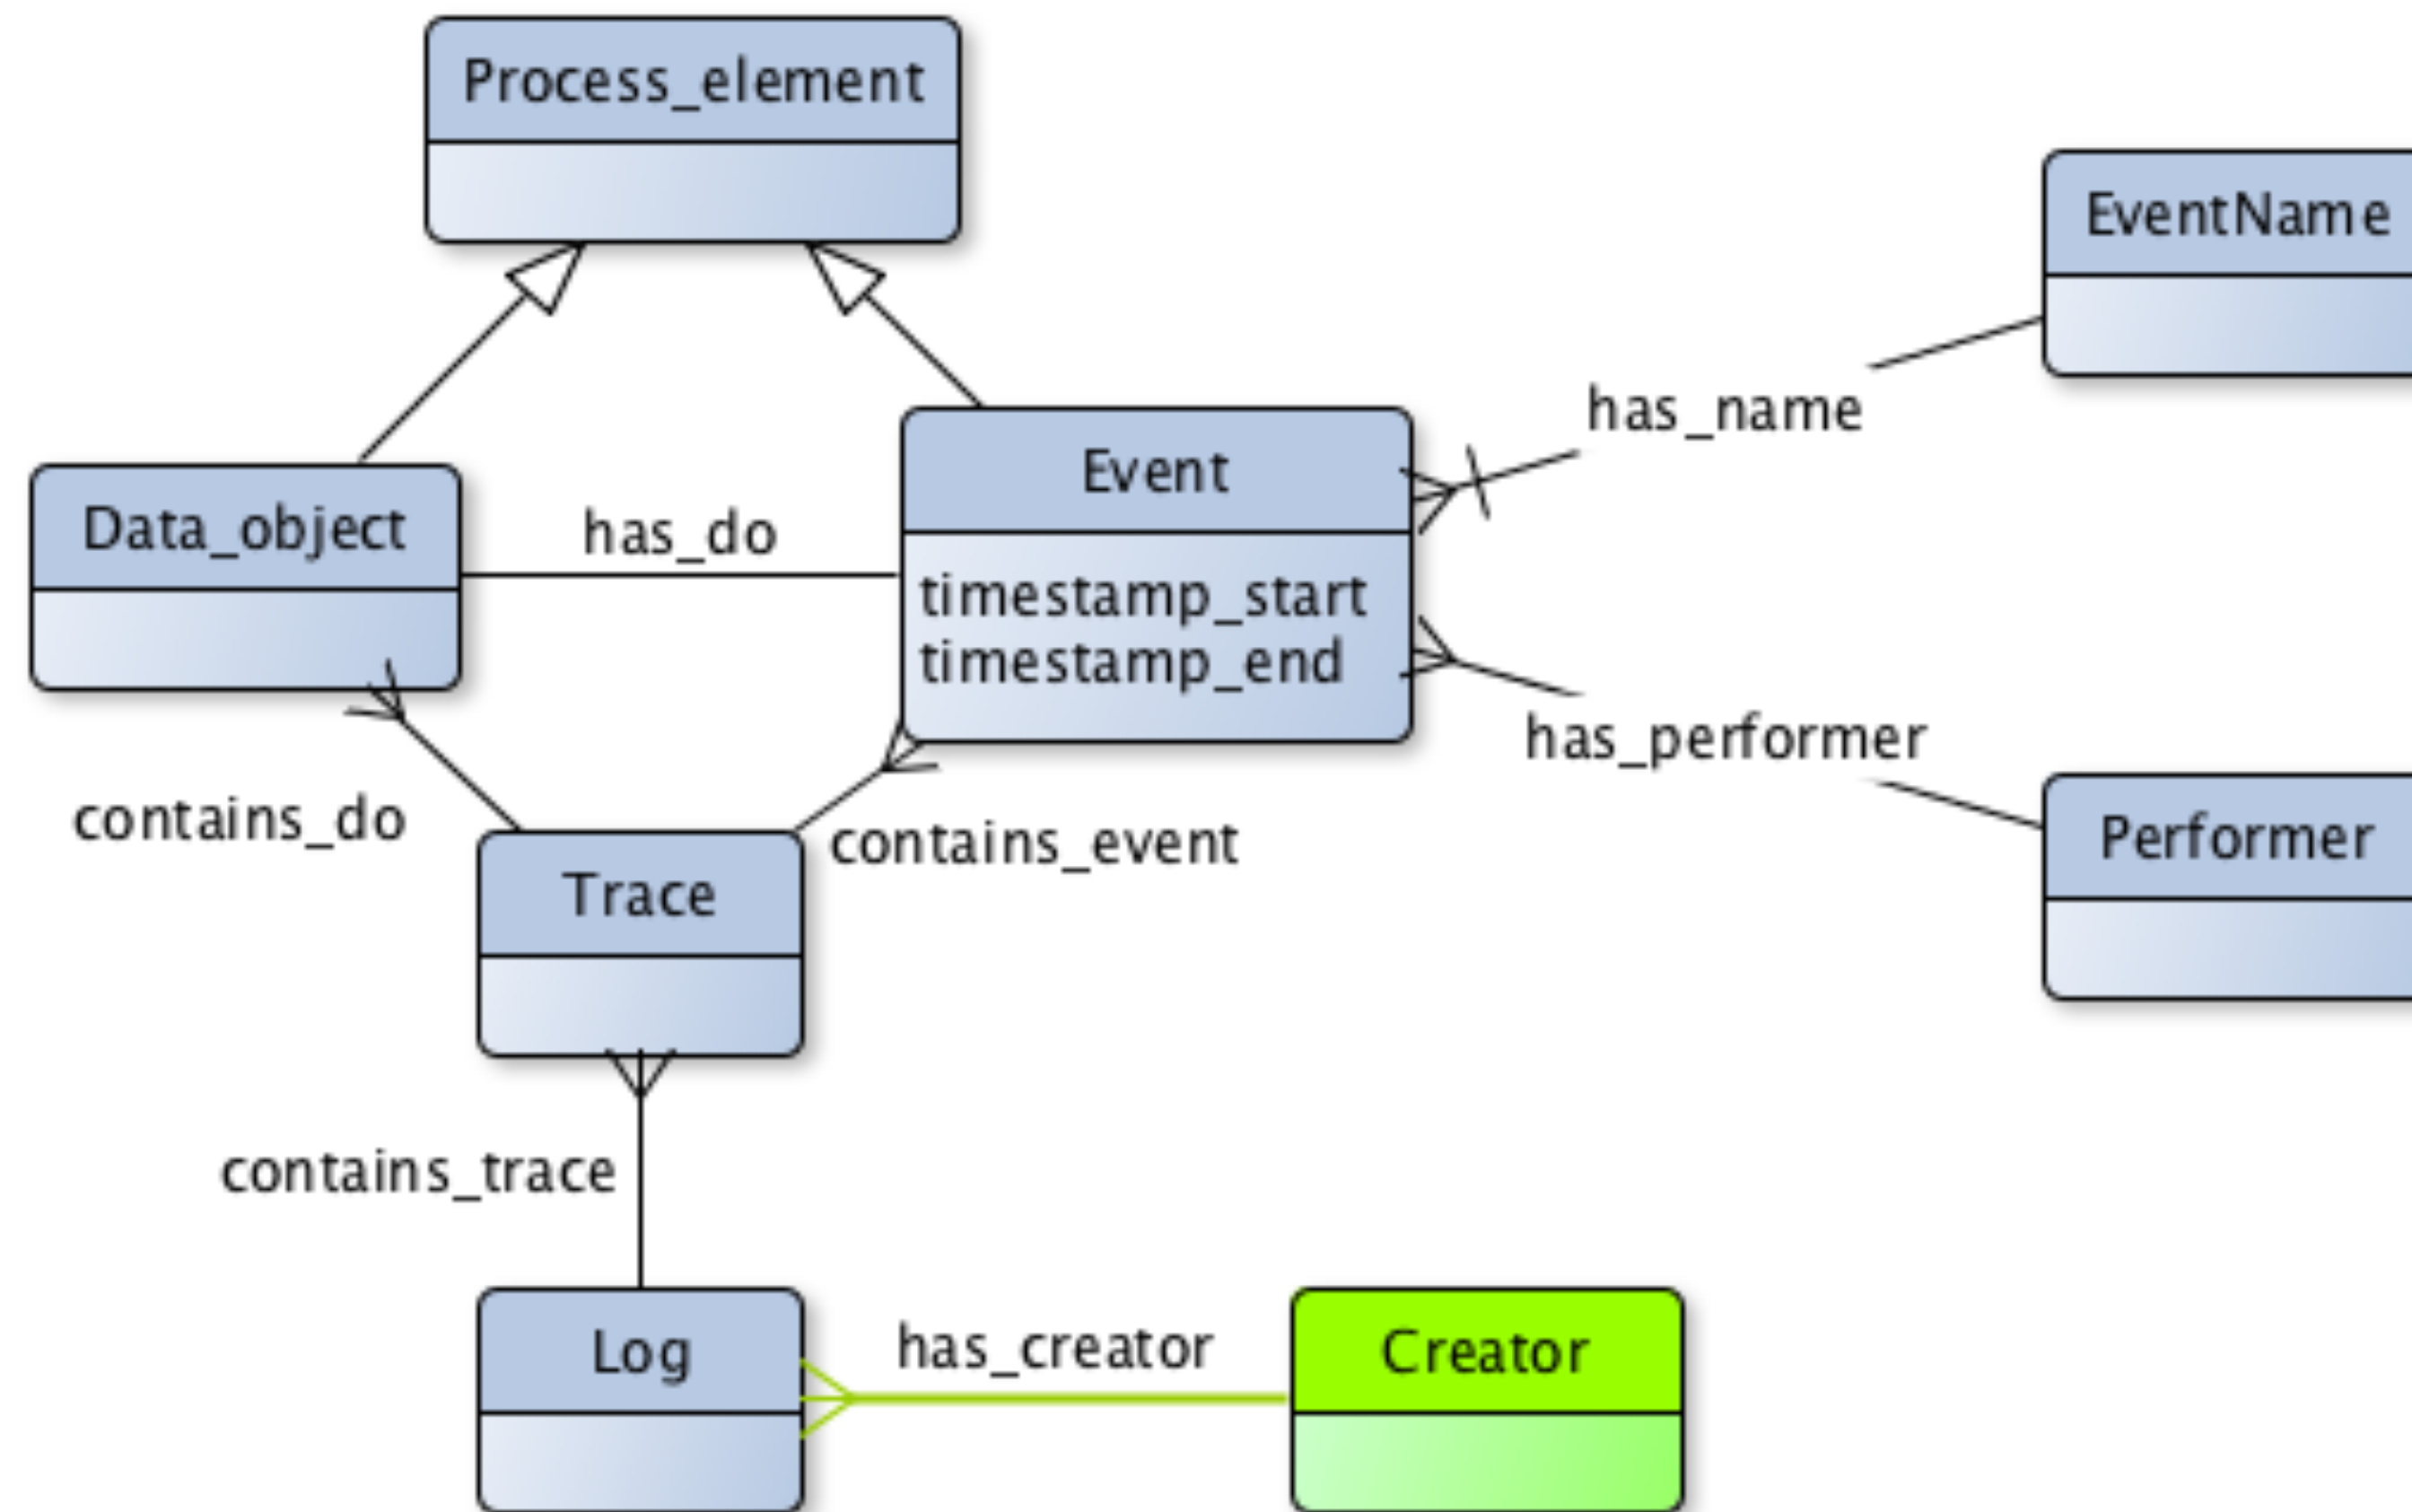 Process_element
EventName
has_name
Event
Data_object
has_do
timestamp_start
timestamp_end
has_performer
contains_do
contains_event
Performer
Trace
contains_trace
Log
has_creator
Creator